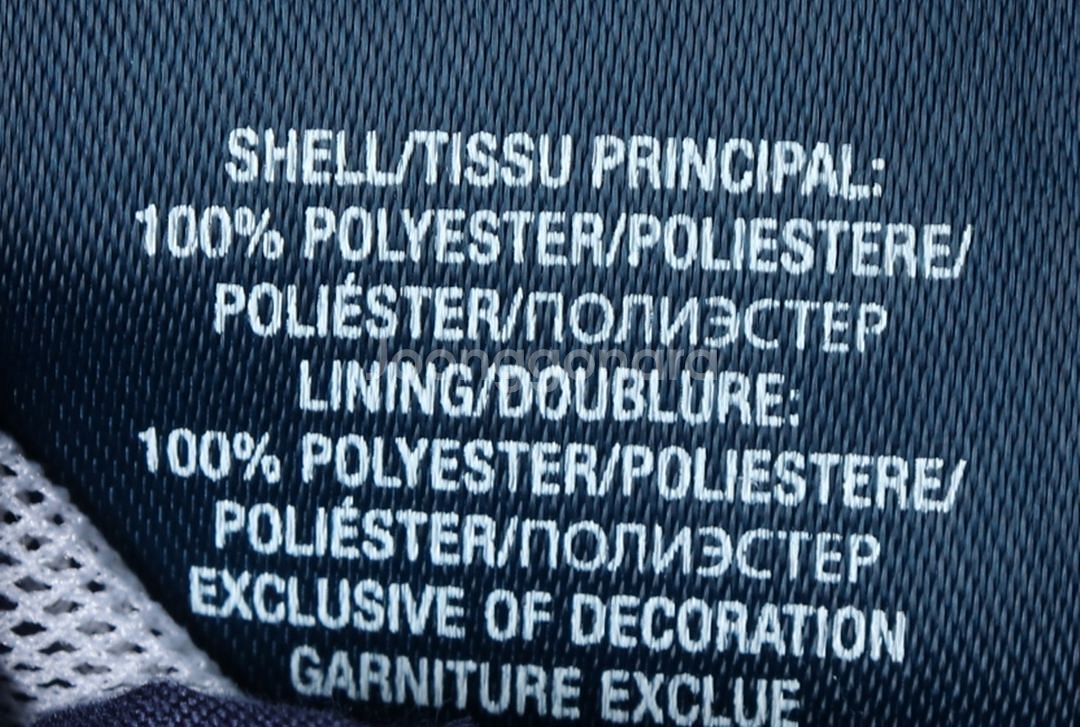 SHELL/TISSU PRINCIPAL:
100% POLYESTER/POLIESTERE/
POLIÉSTER/ПОЛИЭСТЕР
Joonggonara
LINING/DOUBLURE:
100% POLYESTER/POLIESTERE/
POLIÉSTER/ПОЛИЭСТЕР
EXCLUSIVE OF DECORATION
GARNITURE EXCLUE